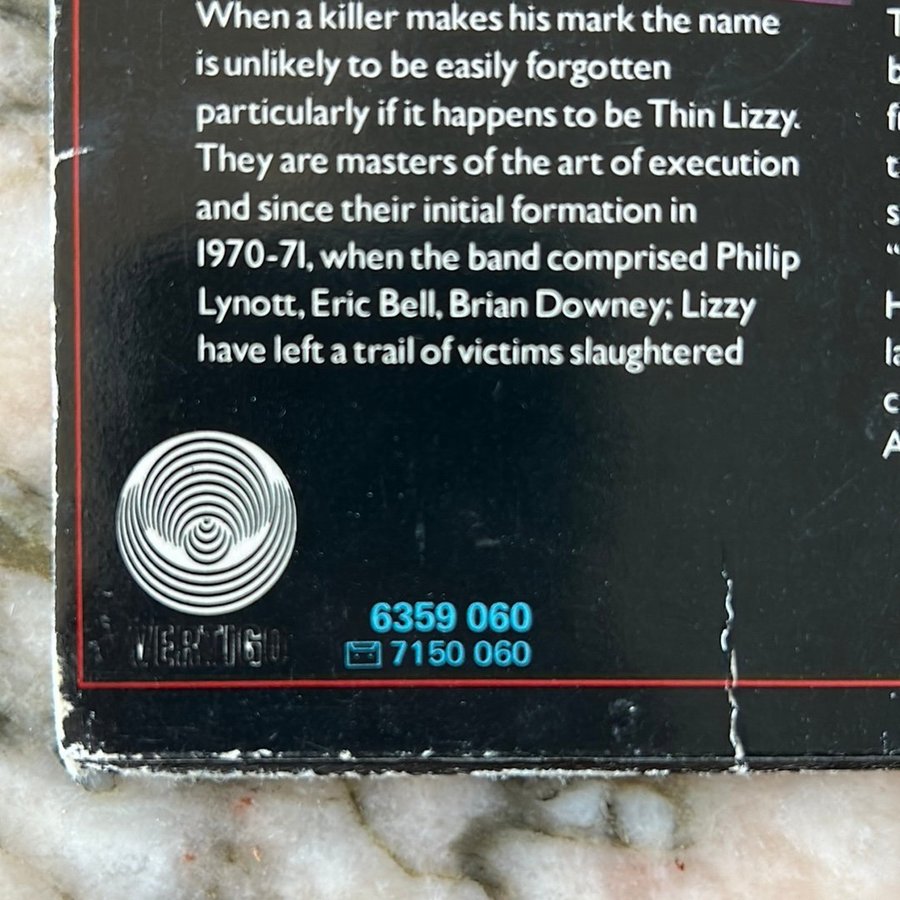 When a killer makes his mark the name
is unlikely to be easily forgotten
particularly if it happens to be Thin Lizzy.
They are masters of the art of execution
and since their initial formation in
1970-71, when the band comprised Philip
Lynott, Eric Bell, Brian Downey; Lizzy
have left a trail of victims slaughtered
VERTIGO
6359 060
7150 060